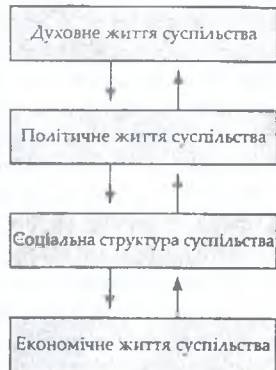 Духовне життя суспільства
Політичне життя суспільства
Соціальна структура суспільства
Економічне життя суспільства